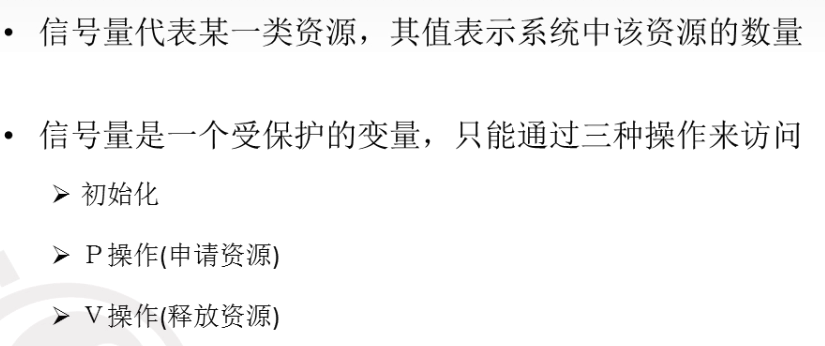 • 信号量代表某一类资源，其值表示系统中该资源的数量
• 信号量是一个受保护的变量，只能通过三种操作来访问
➢ 初始化
➢ Ｐ操作(申请资源)
➢ Ｖ操作(释放资源)